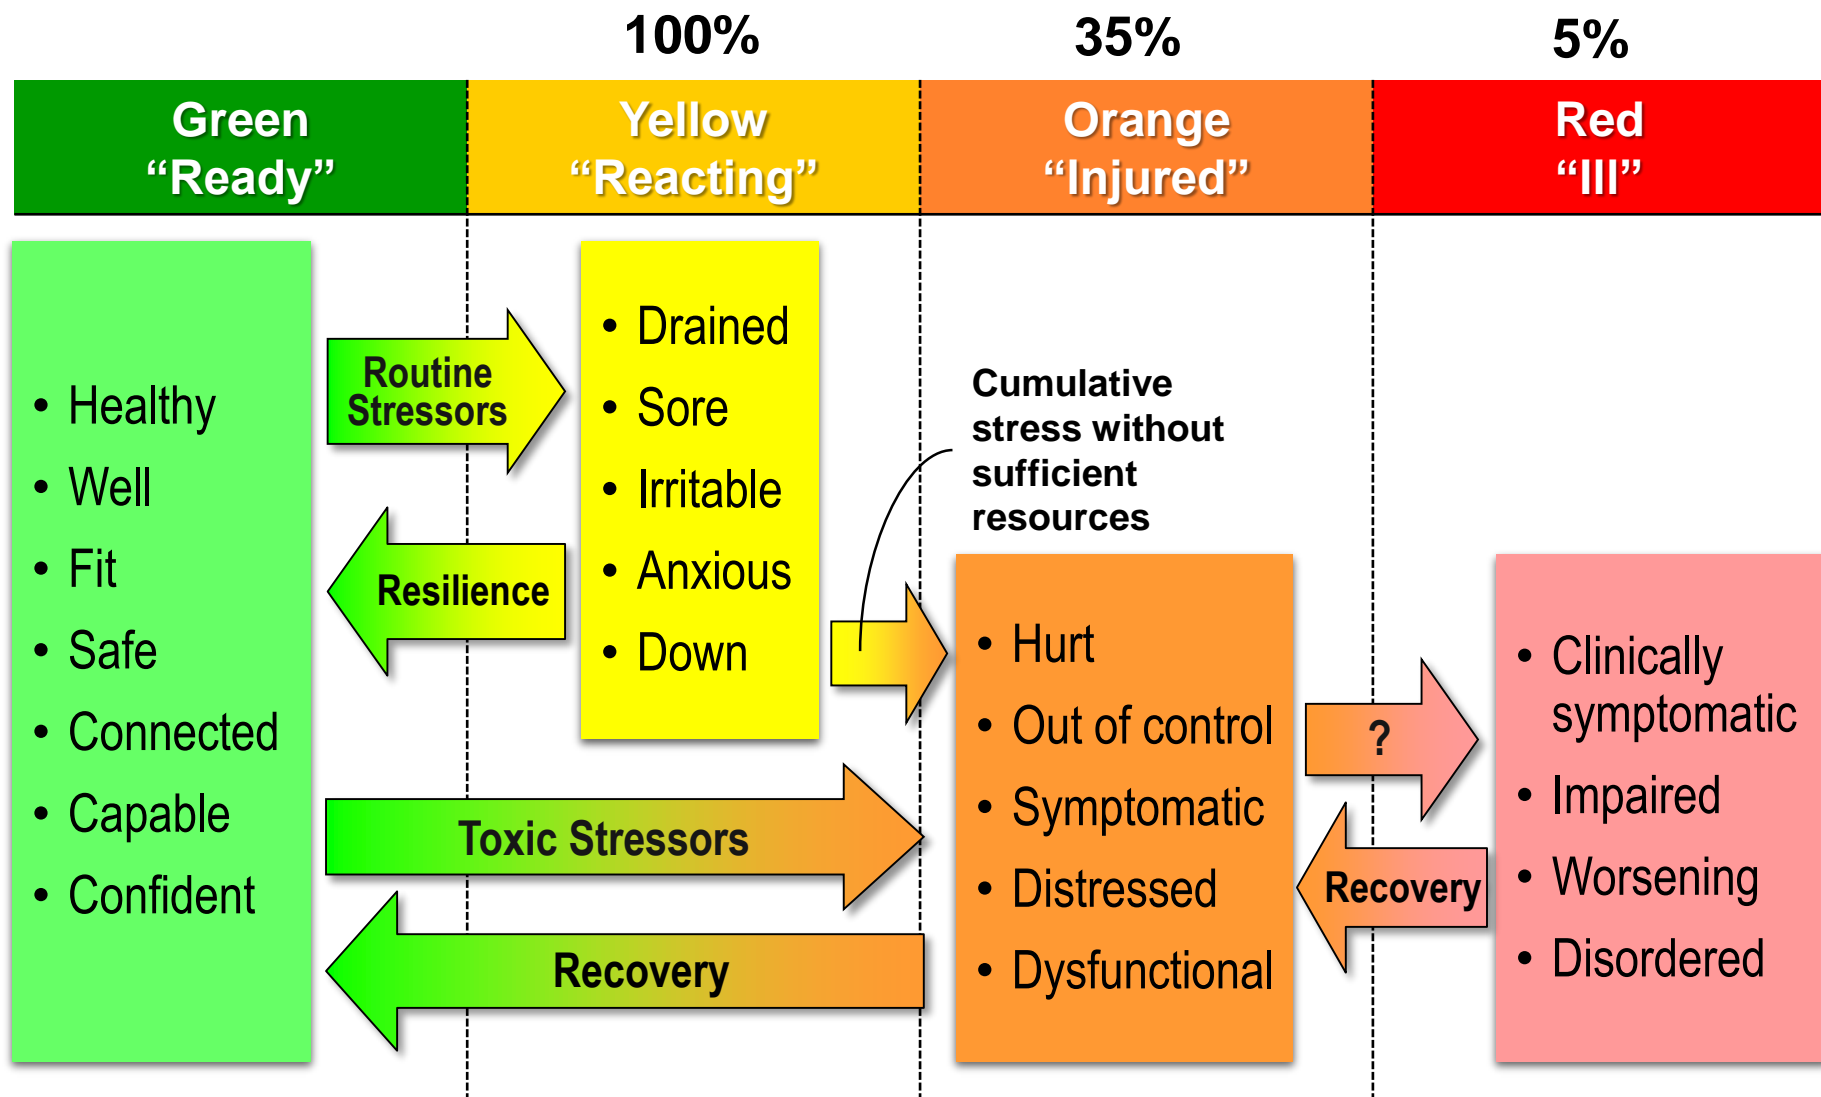 100%
35%
5%
Green
“Ready”
Yellow
“Reacting”
Orange
“Injured”
Red
“Ill”
• Healthy
• Well
• Fit
• Safe
• Connected
• Capable
• Confident
Routine
Stressors
Resilience
• Drained
• Sore
• Irritable
• Anxious
• Down
Cumulative
stress without
sufficient
resources
Toxic Stressors
Recovery
• Hurt
• Out of control
• Symptomatic
• Distressed
• Dysfunctional
?
Recovery
• Clinically
symptomatic
• Impaired
• Worsening
• Disordered